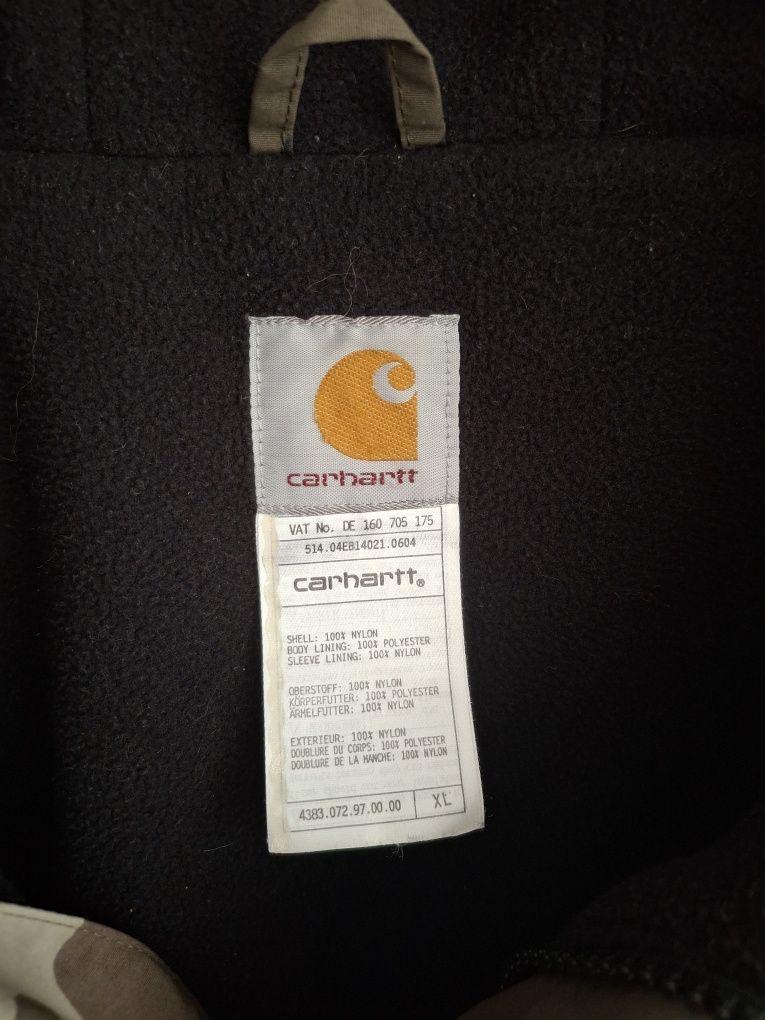 carhartt
VAT No. DE 160 705 175
514.04EB14021.0604
carhartt®
SHELL: 100% NYLON
BODY LINING: 100% POLYESTER
SLEEVE LINING: 100% NYLON
OBERSTOFF: 100% NYLON
KÖRPERFUTTER: 100% POLYESTER
ÄRMELFUTTER: 100% NYLON
EXTERIEUR: 100% NYLON
DOUBLURE DU CORPS: 100% POLYESTER
DOUBLURE DE LA MANCHE: 100% NYLON
4383.072.97.00.00 XL